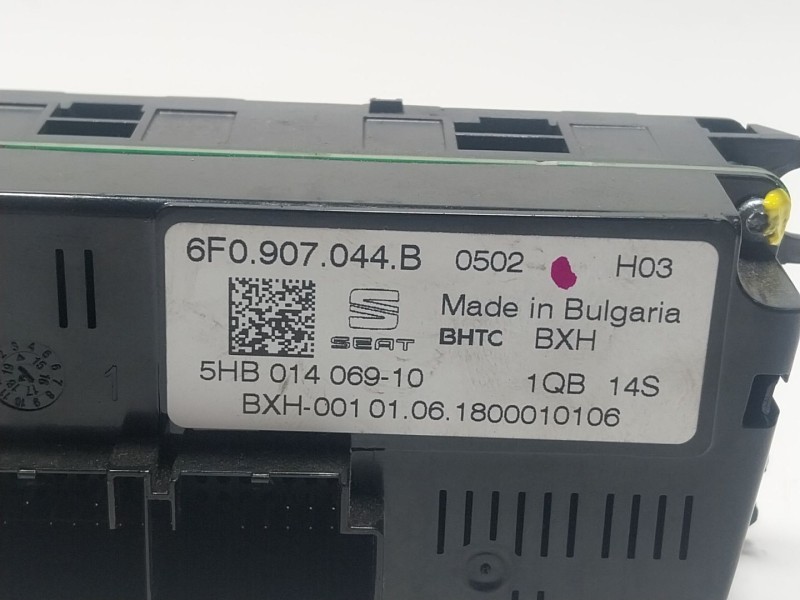 6F0.907.044.B 0502 H03
Made in Bulgaria
SEAT BHTC BXH
5HB 014 069-10 1QB 14S
BXH-001 01.06.1800010106
1